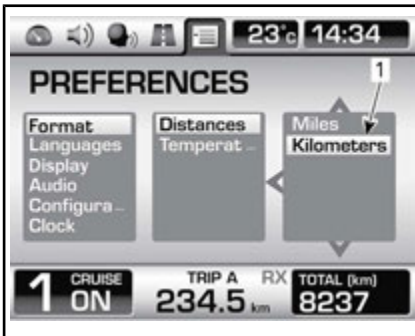 23°c 14:34
1
PREFERENCES
Format
Languages
Display
Audio
Configura...
Clock
Distances
Temperat ...
Miles
Kilometers
1 CRUISE ON
TRIP A RX
234.5 km
TOTAL (km)
8237